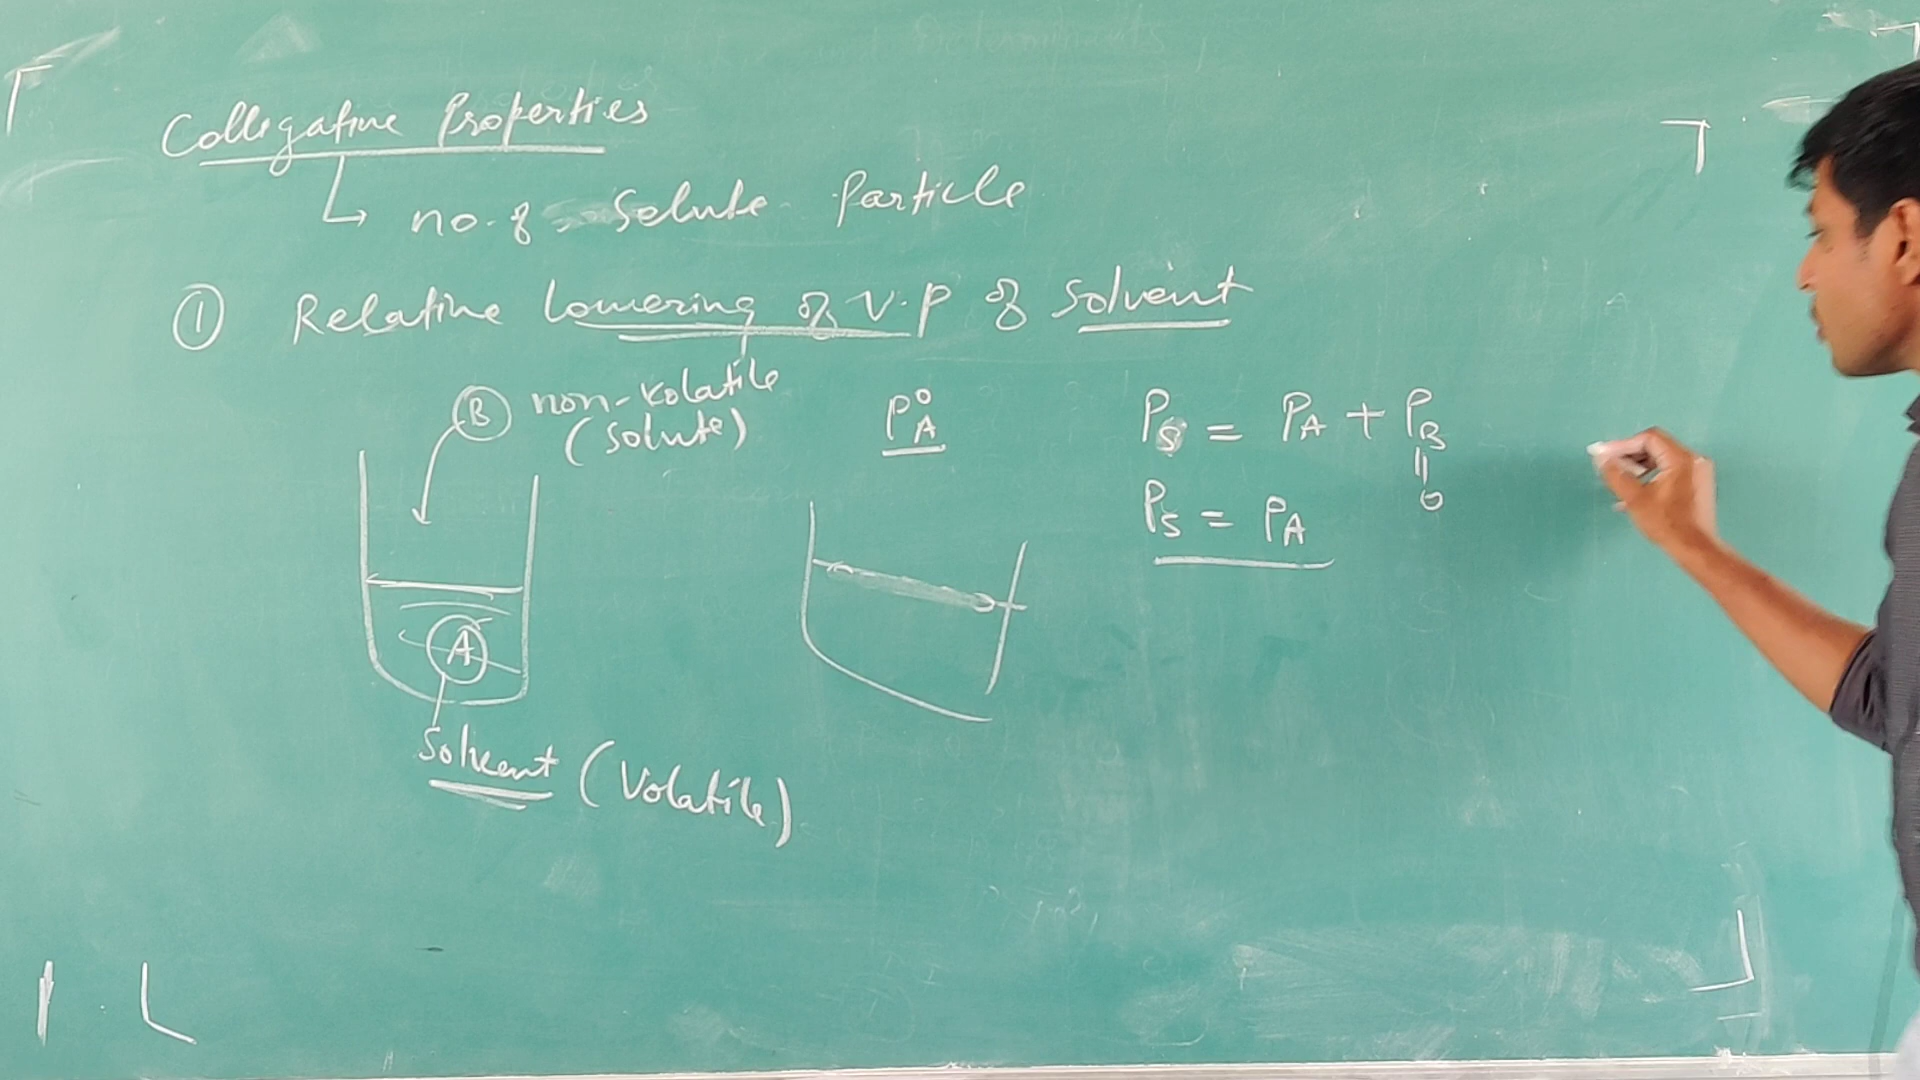 Colligative Properties
↳ no. of Solute Particle
① Relative Lowering of V.P of Solvent
B non-volatile
(solute)
P°A
PS = PA + PB
||
0
PS = PA
A
Solvent (Volatile)